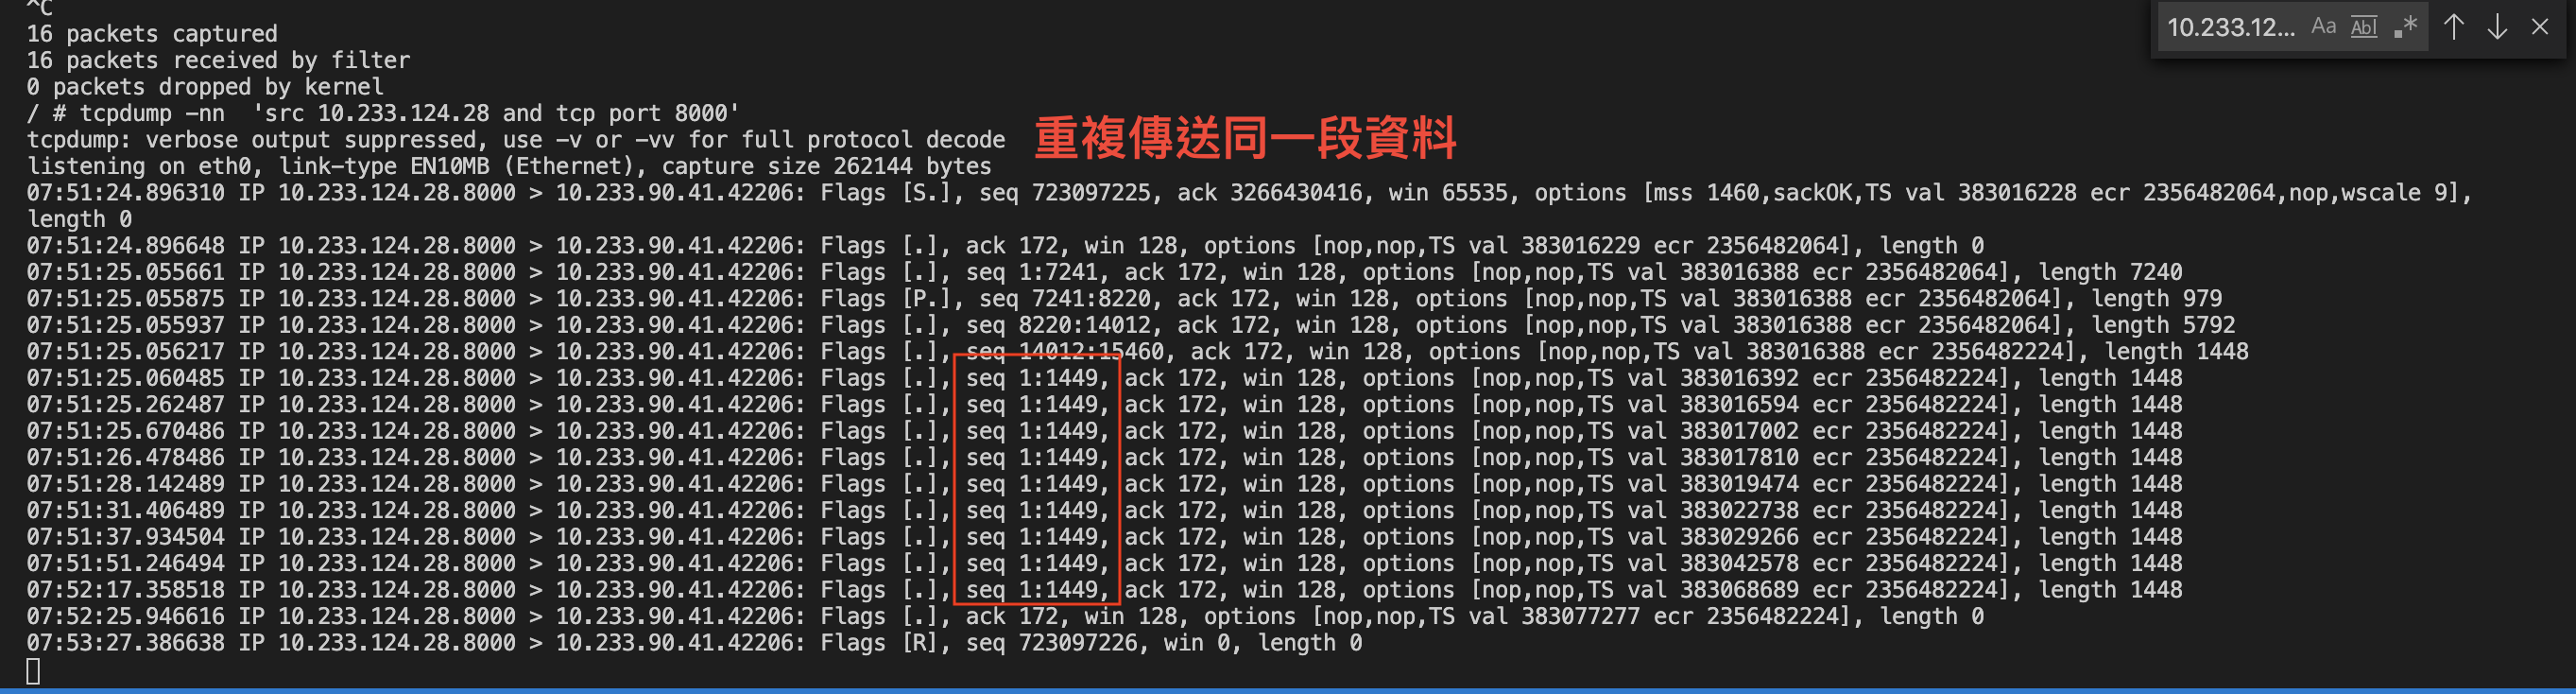 ^C
10.233.12... Aa Abl .*
16 packets captured
16 packets received by filter
0 packets dropped by kernel
/ # tcpdump -nn  'src 10.233.124.28 and tcp port 8000'
tcpdump: verbose output suppressed, use -v or -vv for full protocol decode
重複傳送同一段資料
listening on eth0, link-type EN10MB (Ethernet), capture size 262144 bytes
07:51:24.896310 IP 10.233.124.28.8000 > 10.233.90.41.42206: Flags [S.], seq 723097225, ack 3266430416, win 65535, options [mss 1460,sackOK,TS val 383016228 ecr 2356482064,nop,wscale 9],
length 0
07:51:24.896648 IP 10.233.124.28.8000 > 10.233.90.41.42206: Flags [.], ack 172, win 128, options [nop,nop,TS val 383016229 ecr 2356482064], length 0
07:51:25.055661 IP 10.233.124.28.8000 > 10.233.90.41.42206: Flags [.], seq 1:7241, ack 172, win 128, options [nop,nop,TS val 383016388 ecr 2356482064], length 7240
07:51:25.055875 IP 10.233.124.28.8000 > 10.233.90.41.42206: Flags [P.], seq 7241:8220, ack 172, win 128, options [nop,nop,TS val 383016388 ecr 2356482064], length 979
07:51:25.055937 IP 10.233.124.28.8000 > 10.233.90.41.42206: Flags [.], seq 8220:14012, ack 172, win 128, options [nop,nop,TS val 383016388 ecr 2356482064], length 5792
07:51:25.056217 IP 10.233.124.28.8000 > 10.233.90.41.42206: Flags [.], seq 14012:15460, ack 172, win 128, options [nop,nop,TS val 383016388 ecr 2356482224], length 1448
07:51:25.060485 IP 10.233.124.28.8000 > 10.233.90.41.42206: Flags [.], seq 1:1449, ack 172, win 128, options [nop,nop,TS val 383016392 ecr 2356482224], length 1448
07:51:25.262487 IP 10.233.124.28.8000 > 10.233.90.41.42206: Flags [.], seq 1:1449, ack 172, win 128, options [nop,nop,TS val 383016594 ecr 2356482224], length 1448
07:51:25.670486 IP 10.233.124.28.8000 > 10.233.90.41.42206: Flags [.], seq 1:1449, ack 172, win 128, options [nop,nop,TS val 383017002 ecr 2356482224], length 1448
07:51:26.478486 IP 10.233.124.28.8000 > 10.233.90.41.42206: Flags [.], seq 1:1449, ack 172, win 128, options [nop,nop,TS val 383017810 ecr 2356482224], length 1448
07:51:28.142489 IP 10.233.124.28.8000 > 10.233.90.41.42206: Flags [.], seq 1:1449, ack 172, win 128, options [nop,nop,TS val 383019474 ecr 2356482224], length 1448
07:51:31.406489 IP 10.233.124.28.8000 > 10.233.90.41.42206: Flags [.], seq 1:1449, ack 172, win 128, options [nop,nop,TS val 383022738 ecr 2356482224], length 1448
07:51:37.934504 IP 10.233.124.28.8000 > 10.233.90.41.42206: Flags [.], seq 1:1449, ack 172, win 128, options [nop,nop,TS val 383029266 ecr 2356482224], length 1448
07:51:51.246494 IP 10.233.124.28.8000 > 10.233.90.41.42206: Flags [.], seq 1:1449, ack 172, win 128, options [nop,nop,TS val 383042578 ecr 2356482224], length 1448
07:52:17.358518 IP 10.233.124.28.8000 > 10.233.90.41.42206: Flags [.], seq 1:1449, ack 172, win 128, options [nop,nop,TS val 383068689 ecr 2356482224], length 1448
07:52:25.946616 IP 10.233.124.28.8000 > 10.233.90.41.42206: Flags [.], ack 172, win 128, options [nop,nop,TS val 383077277 ecr 2356482224], length 0
07:53:27.386638 IP 10.233.124.28.8000 > 10.233.90.41.42206: Flags [R], seq 723097226, win 0, length 0